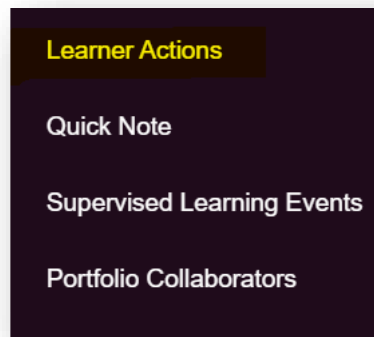 Learner Actions
Quick Note
Supervised Learning Events
Portfolio Collaborators